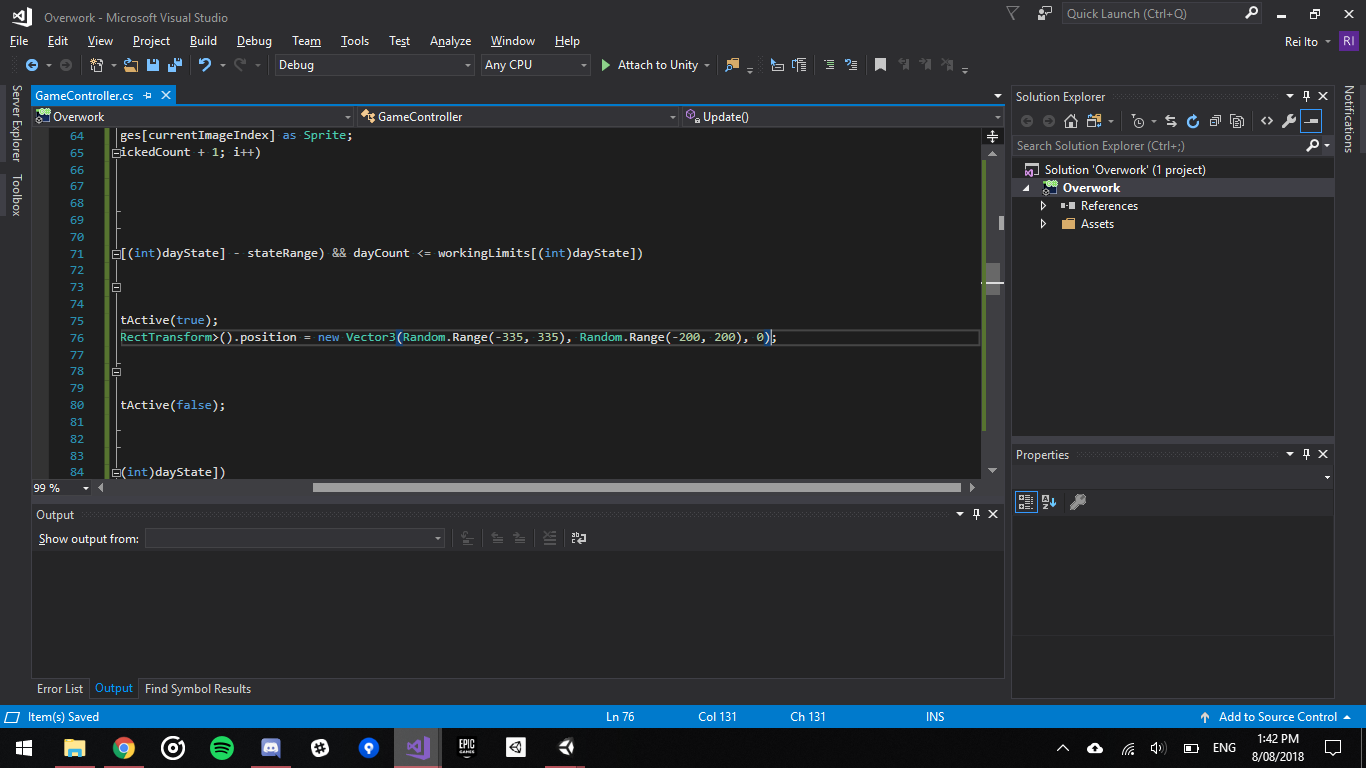 Overwork - Microsoft Visual Studio
Quick Launch (Ctrl+Q)
File Edit View Project Build Debug Team Tools Test Analyze Window Help
Rei Ito RI
Debug Any CPU Attach to Unity
Server Explorer
Toolbox
GameController.cs
Overwork GameController Update()
64 ges[currentImageIndex] as Sprite;
65 ickedCount + 1; i++)
66
67
68
69
70
71 [(int)dayState] - stateRange) && dayCount <= workingLimits[(int)dayState])
72
73
74
75 tActive(true);
76 RectTransform>().position = new Vector3(Random.Range(-335, 335), Random.Range(-200, 200), 0);
77
78
79
80 tActive(false);
81
82
83
84 (int)dayState])
99 %
Output
Show output from:
Error List Output Find Symbol Results
Solution Explorer
Search Solution Explorer (Ctrl+;)
Solution 'Overwork' (1 project)
Overwork
References
Assets
Properties
Notifications
Item(s) Saved Ln 76 Col 131 Ch 131 INS Add to Source Control
EPIC GAMES
ENG
1:42 PM
8/08/2018